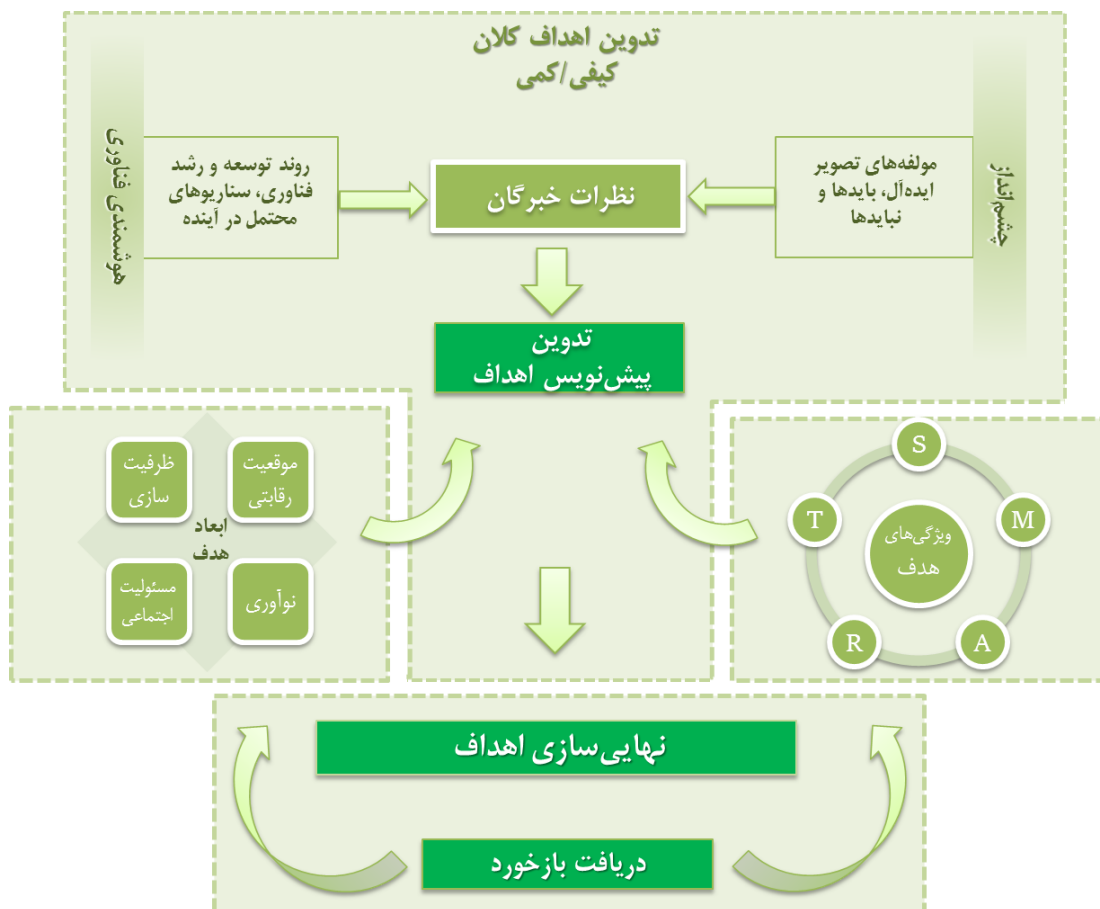 تدوین اهداف کلان
کیفی/کمی
چشم‌انداز
مولفه‌های تصویر
ایده‌آل، بایدها و
نبایدها
نظرات خبرگان
روند توسعه و رشد
فناوری، سناریوهای
محتمل در آینده
هوشمندی فناوری
تدوین
پیش‌نویس اهداف
S
M
A
R
T
ویژگی‌های
هدف
موقعیت
رقابتی
ظرفیت
سازی
ابعاد
هدف
نوآوری
مسئولیت
اجتماعی
نهایی‌سازی اهداف
دریافت بازخورد